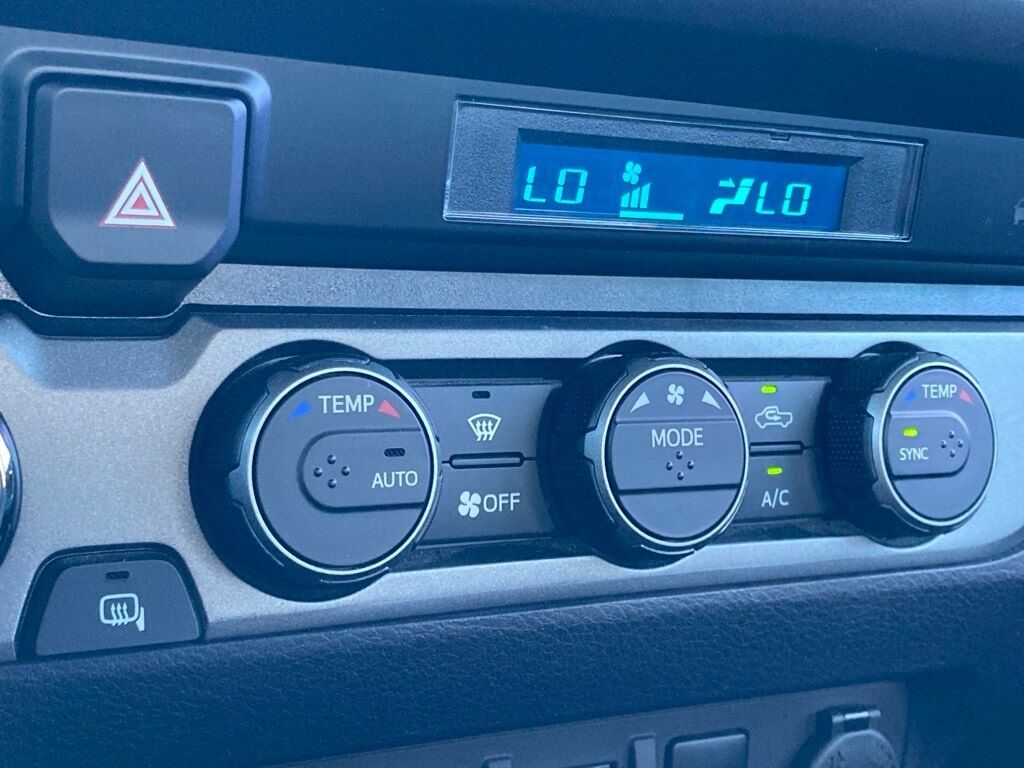 LO LO
TEMP
AUTO
OFF
MODE
A/C
TEMP
SYNC